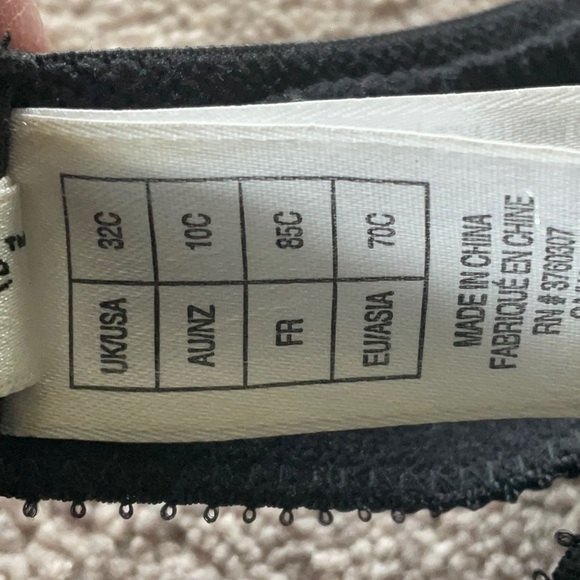 UK/USA 32C
AU/NZ 10C
FR 85C
EU/ASIA 70C
MADE IN CHINA
FABRIQUÉ EN CHINE
RN # 3760307